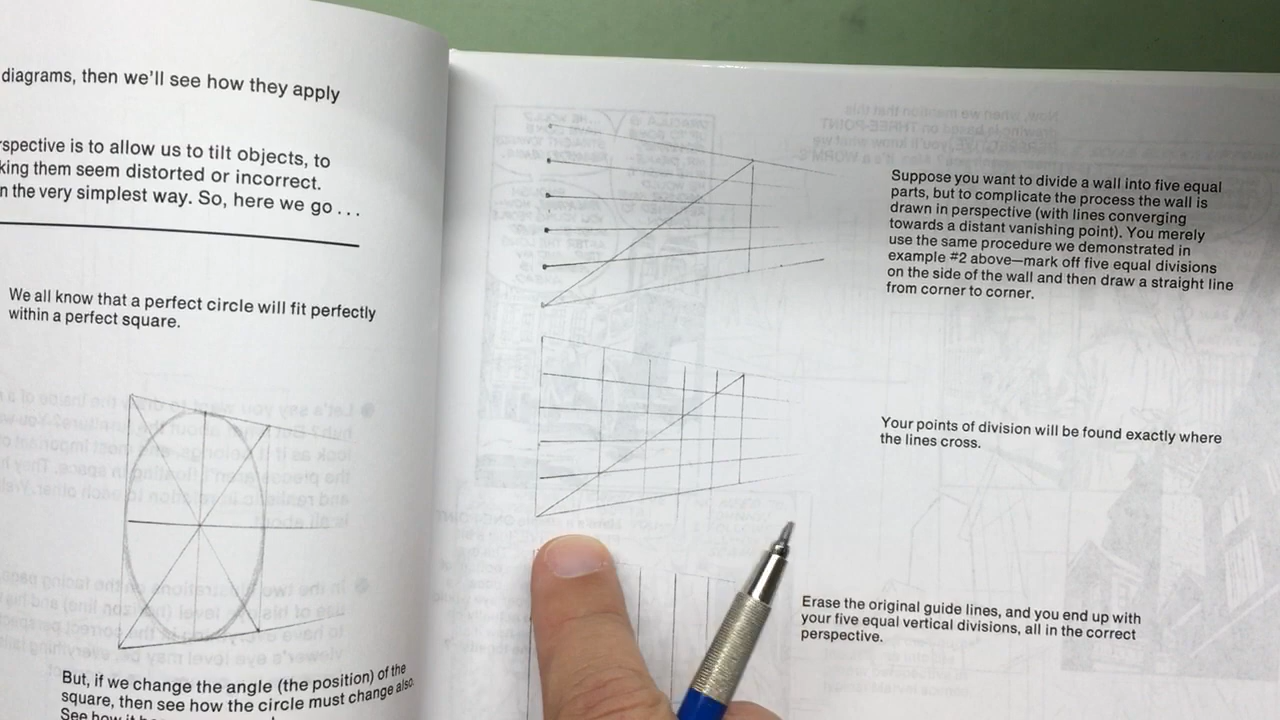 diagrams, then we'll see how they apply
spective is to allow us to tilt objects, to
king them seem distorted or incorrect.
n the very simplest way. So, here we go . . .
We all know that a perfect circle will fit perfectly
within a perfect square.
But, if we change the angle (the position) of the
square, then see how the circle must change also.
See how it
Suppose you want to divide a wall into five equal
parts, but to complicate the process the wall is
drawn in perspective (with lines converging
towards a distant vanishing point). You merely
use the same procedure we demonstrated in
example #2 above—mark off five equal divisions
on the side of the wall and then draw a straight line
from corner to corner.
Your points of division will be found exactly where
the lines cross.
Erase the original guide lines, and you end up with
your five equal vertical divisions, all in the correct
perspective.